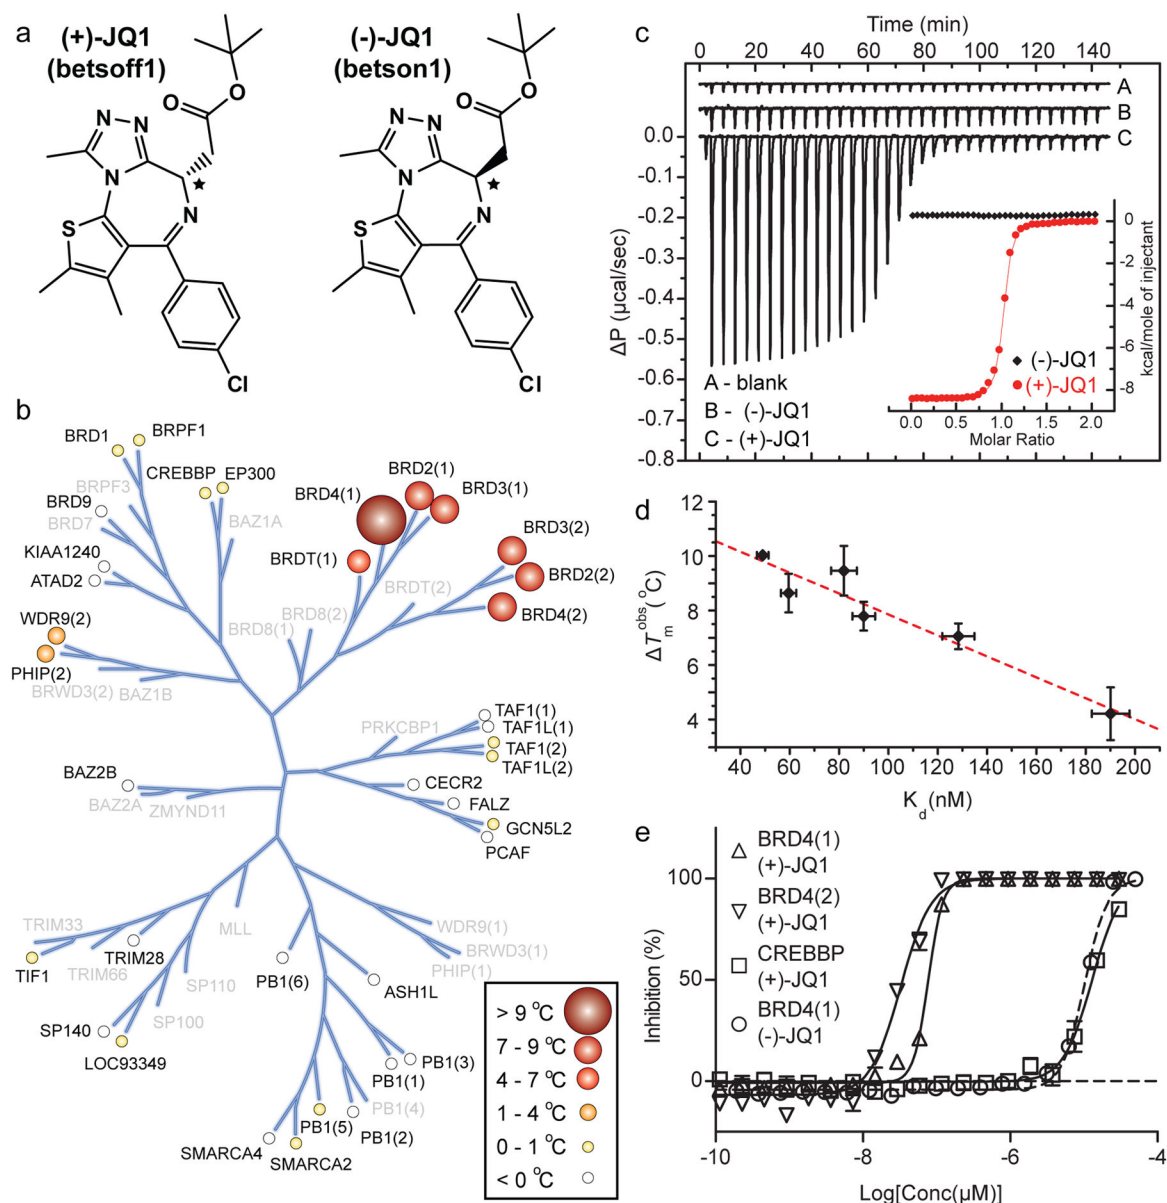 a
(+)-JQ1
(betsoff1)
(-)-JQ1
(betson1)
O
O
N
N
N
N
S
Cl
★
O
O
N
N
N
N
S
Cl
★
b
BRD1
BRPF1
BRPF3
CREBBP
EP300
BRD9
BRD7
BAZ1A
KIAA1240
ATAD2
WDR9(2)
PHIP(2)
BRWD3(2)
BAZ1B
BRD8(1)
BRD8(2)
BRD4(1)
BRD2(1)
BRD3(1)
BRDT(1)
BRD3(2)
BRD2(2)
BRDT(2)
BRD4(2)
PRKCBP1
TAF1(1)
TAF1L(1)
TAF1(2)
TAF1L(2)
CECR2
FALZ
GCN5L2
PCAF
BAZ2B
BAZ2A
ZMYND11
TRIM33
TIF1
TRIM66
TRIM28
MLL
SP110
SP100
SP140
LOC93349
PB1(6)
ASH1L
WDR9(1)
BRWD3(1)
PHIP(1)
PB1(3)
PB1(1)
PB1(4)
PB1(2)
PB1(5)
SMARCA4
SMARCA2
> 9 °C
7 - 9 °C
4 - 7 °C
1 - 4 °C
0 - 1 °C
< 0 °C
c
Time (min)
0 10 20 30 40 50 60 70 80 90 100 110 120 130 140
A
B
C
0.0
-0.1
-0.2
-0.3
-0.4
-0.5
-0.6
-0.7
-0.8
ΔP (µcal/sec)
A - blank
B - (-)-JQ1
C - (+)-JQ1
(-)-JQ1
(+)-JQ1
0
-2
-4
-6
-8
kcal/mole of injectant
0.0 0.5 1.0 1.5 2.0
Molar Ratio
d
12
10
8
6
4
ΔTmobs(°C)
40 60 80 100 120 140 160 180 200
Kd(nM)
e
BRD4(1)
(+)-JQ1
BRD4(2)
(+)-JQ1
CREBBP
(+)-JQ1
BRD4(1)
(-)-JQ1
100
50
0
Inhibition (%)
-10 -8 -6 -4
Log[Conc(µM)]